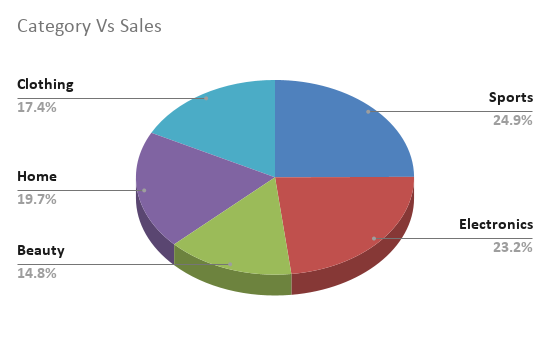 Category Vs Sales
Clothing
17.4%
Sports
24.9%
Home
19.7%
Electronics
23.2%
Beauty
14.8%